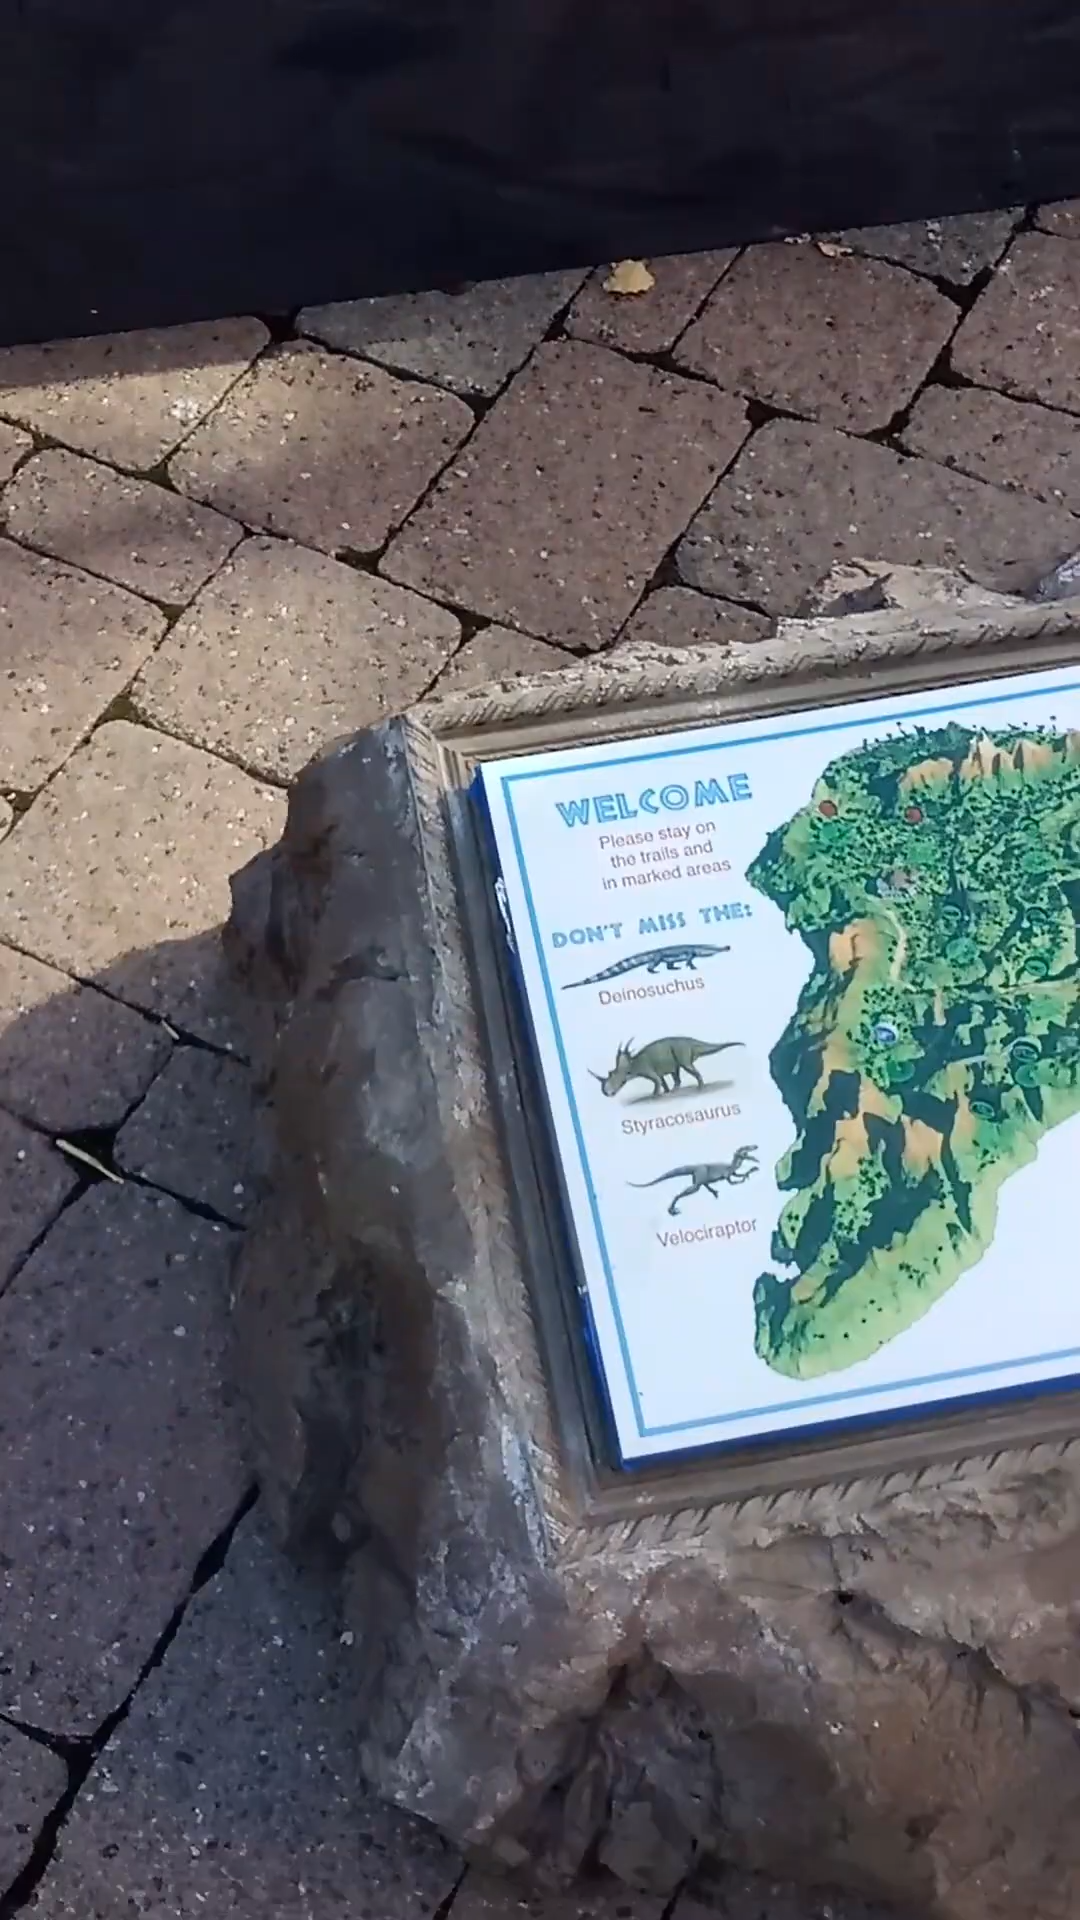 WELCOME
Please stay on
the trails and
in marked areas
DON'T MISS THE:
Deinosuchus
Styracosaurus
Velociraptor